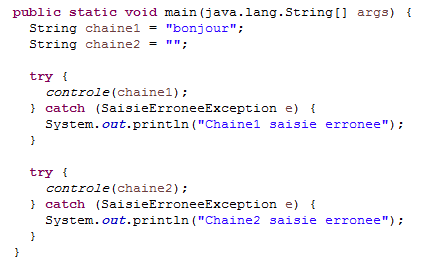 public static void main(java.lang.String[] args) {
  String chaine1 = "bonjour";
  String chaine2 = "";

  try {
    controle(chaine1);
  } catch (SaisieErroneeException e) {
    System.out.println("Chaine1 saisie erronee");
  }

  try {
    controle(chaine2);
  } catch (SaisieErroneeException e) {
    System.out.println("Chaine2 saisie erronee");
  }
}